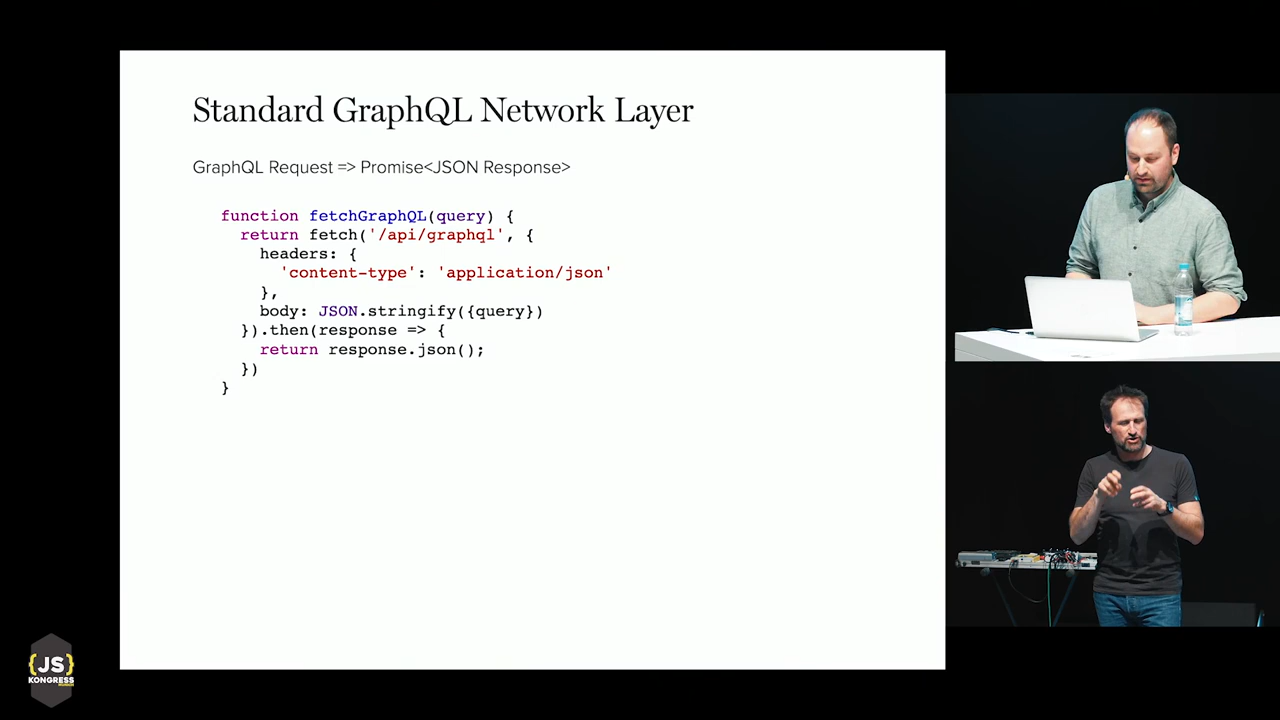 Standard GraphQL Network Layer
GraphQL Request => Promise<JSON Response>
function fetchGraphQL(query) {
  return fetch('/api/graphql', {
    headers: {
      'content-type': 'application/json'
    },
    body: JSON.stringify({query})
  }).then(response => {
    return response.json();
  })
}
{JS}
KONGRESS